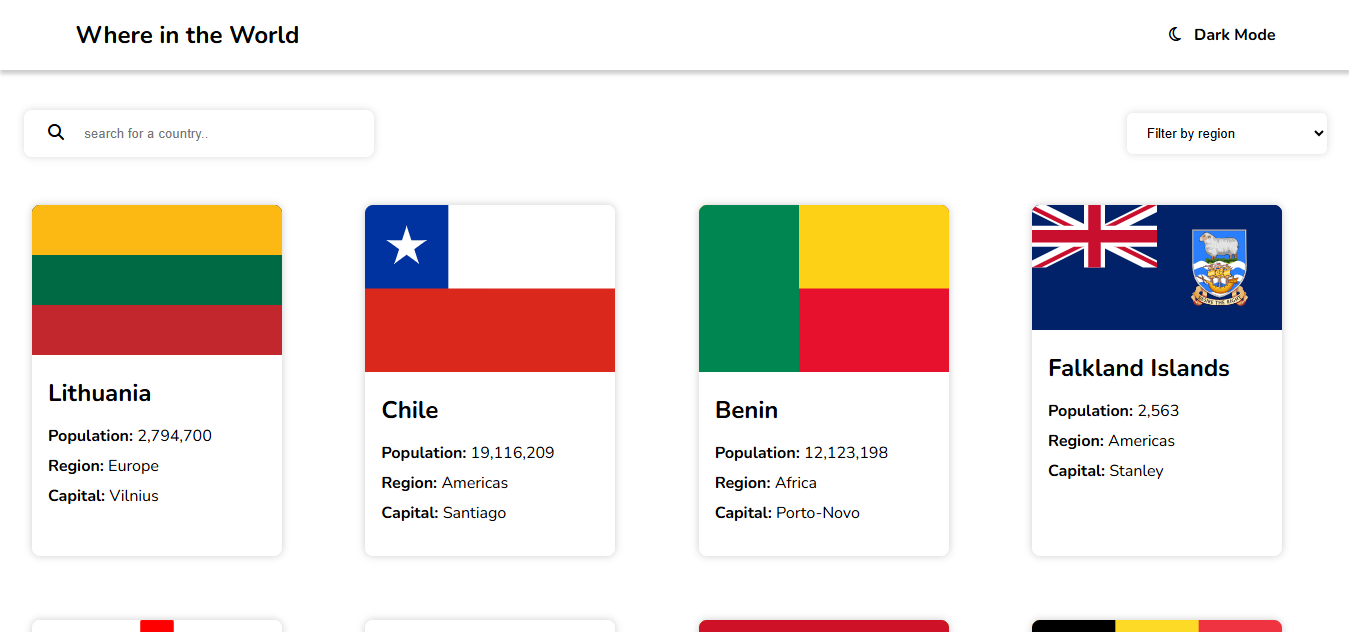 Where in the World
Dark Mode
search for a country..
Filter by region
Lithuania
Population: 2,794,700
Region: Europe
Capital: Vilnius
Chile
Population: 19,116,209
Region: Americas
Capital: Santiago
Benin
Population: 12,123,198
Region: Africa
Capital: Porto-Novo
Falkland Islands
Population: 2,563
Region: Americas
Capital: Stanley